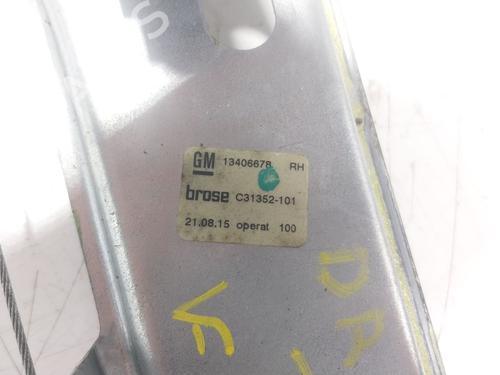 GM 13406678 RH
brose C31352-101
21.08.15 operat 100